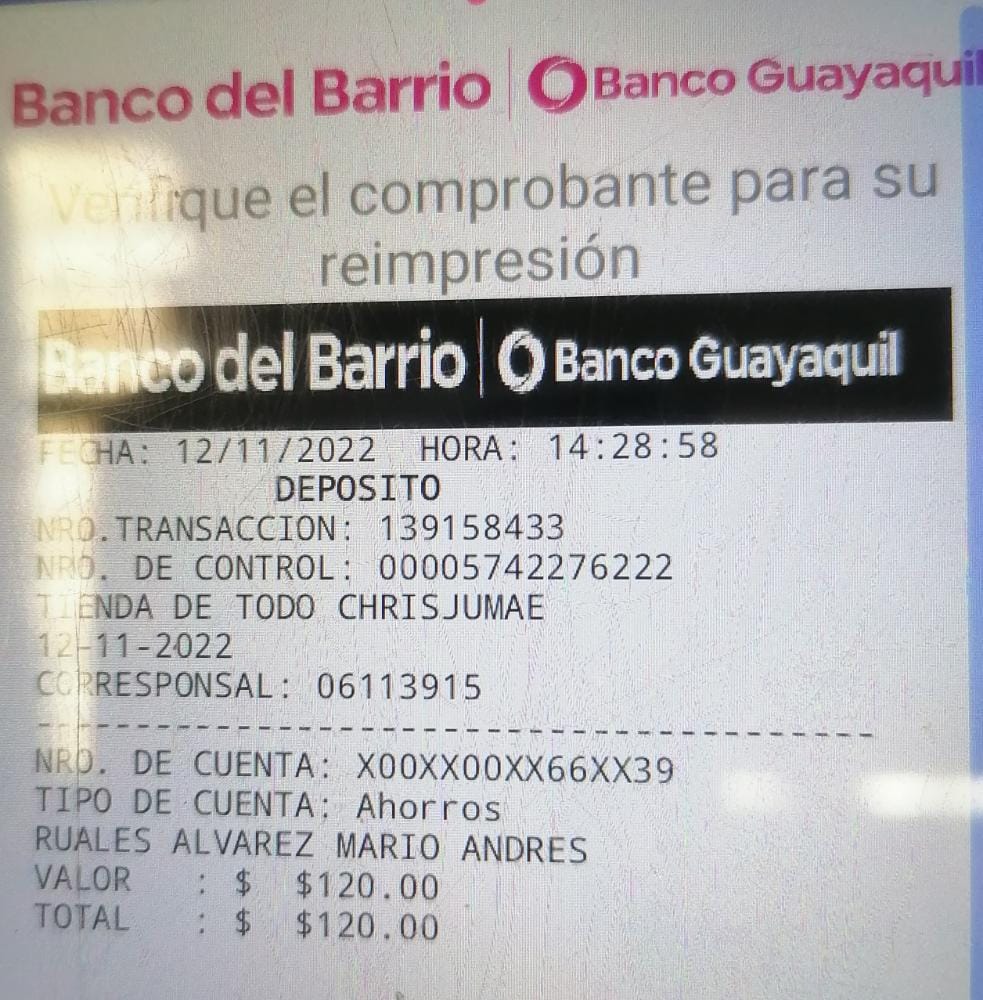 Banco del Barrio | Banco Guayaquil
Verifique el comprobante para su
reimpresión
Banco del Barrio | Banco Guayaquil
FECHA: 12/11/2022 HORA: 14:28:58
DEPOSITO
NRO.TRANSACCION: 139158433
NRO. DE CONTROL: 00005742276222
TIENDA DE TODO CHRISJUMAE
12-11-2022
CORRESPONSAL: 06113915
---------------------------------------
NRO. DE CUENTA: X00XX00XX66XX39
TIPO DE CUENTA: Ahorros
RUALES ALVAREZ MARIO ANDRES
VALOR : $ $120.00
TOTAL : $ $120.00